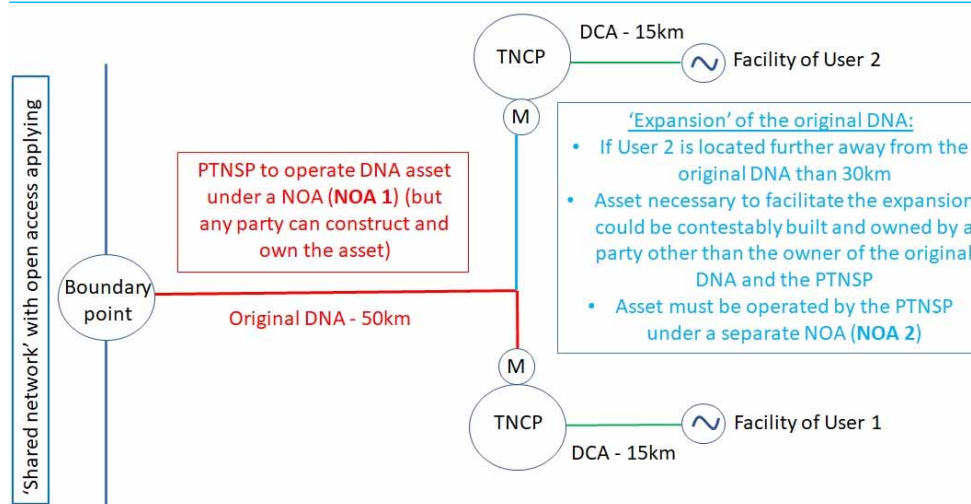 'Shared network' with open access applying
Boundary
point
PTNSP to operate DNA asset
under a NOA (NOA 1) (but
any party can construct and
own the asset)
Original DNA - 50km
TNCP
M
DCA - 15km
Facility of User 2
'Expansion' of the original DNA:
• If User 2 is located further away from the
original DNA than 30km
• Asset necessary to facilitate the expansion
could be contestably built and owned by a
party other than the owner of the original
DNA and the PTNSP
• Asset must be operated by the PTNSP
under a separate NOA (NOA 2)
M
TNCP
DCA - 15km
Facility of User 1